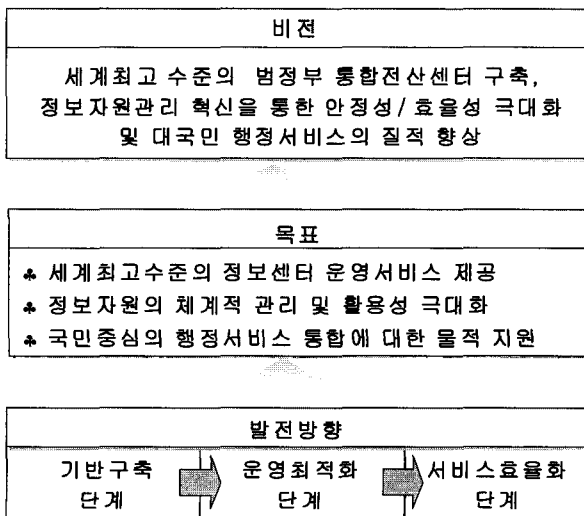 비전
세계최고 수준의 범정부 통합전산센터 구축,
정보자원관리 혁신을 통한 안정성/효율성 극대화
및 대국민 행정서비스의 질적 향상
목표
♣ 세계최고수준의 정보센터 운영서비스 제공
♣ 정보자원의 체계적 관리 및 활용성 극대화
♣ 국민중심의 행정서비스 통합에 대한 물적 지원
발전방향
기반구축 운영최적화 서비스효율화
단계 단계 단계